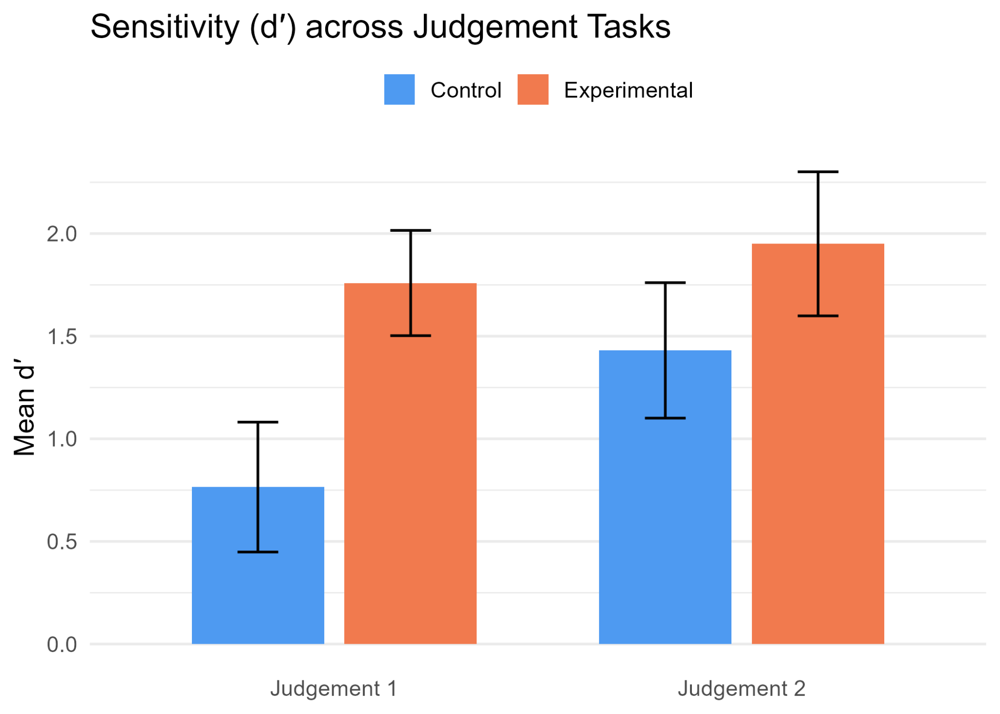 Sensitivity (d′) across Judgement Tasks
Control Experimental
Mean d′
2.0
1.5
1.0
0.5
0.0
Judgement 1 Judgement 2